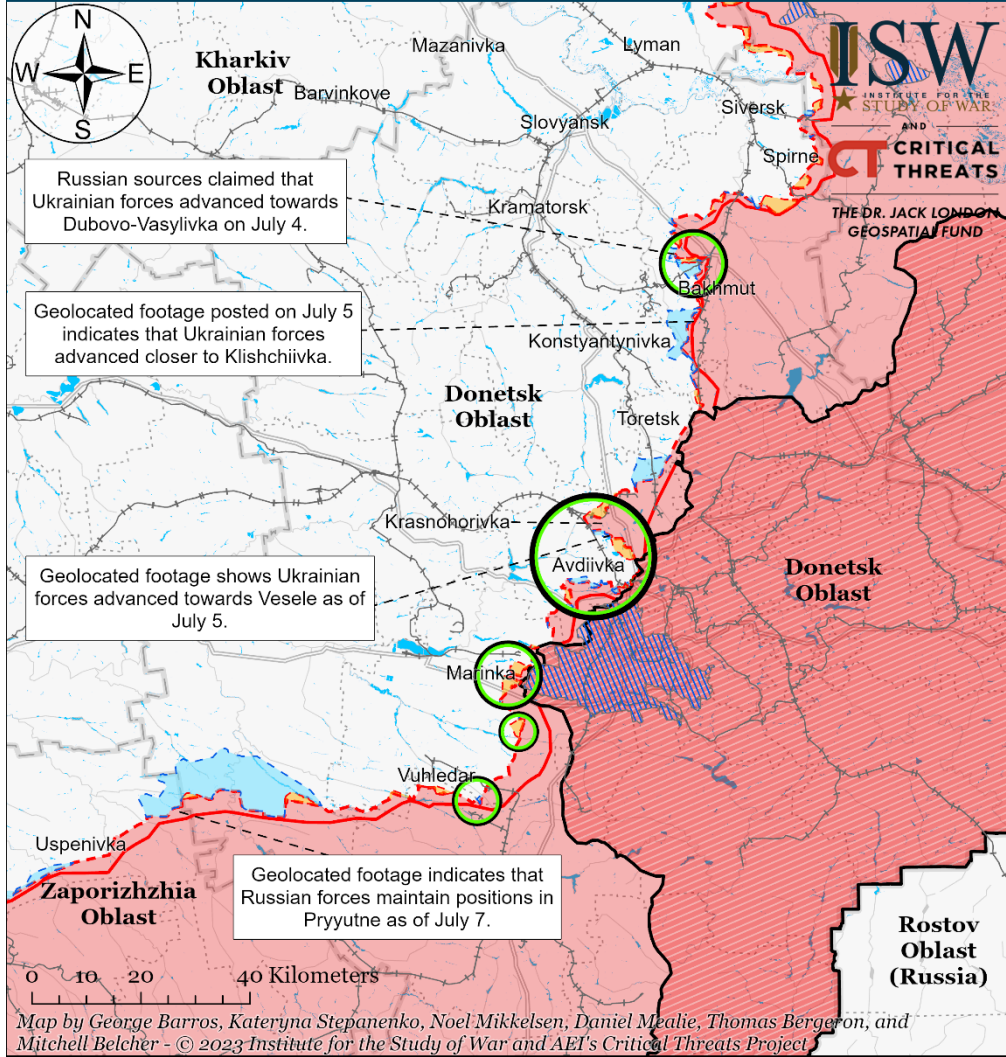 N
W
E
S
Kharkiv
Oblast
Mazanivka
Lyman
Barvinkove
Slovyansk
Siversk
Spirne
ISW
INSTITUTE FOR THE
STUDY OF WAR
AND
CT CRITICAL
THREATS
THE DR. JACK LONDON
GEOSPATIAL FUND
Russian sources claimed that
Ukrainian forces advanced towards
Dubovo-Vasylivka on July 4.
Kramatorsk
Bakhmut
Geolocated footage posted on July 5
indicates that Ukrainian forces
advanced closer to Klishchiivka.
Konstyantynivka
Donetsk
Oblast
Toretsk
Krasnohorivka
Avdiivka
Donetsk
Oblast
Geolocated footage shows Ukrainian
forces advanced towards Vesele as of
July 5.
Marinka
Vuhledar
Uspenivka
Zaporizhzhia
Oblast
Geolocated footage indicates that
Russian forces maintain positions in
Pryyutne as of July 7.
Rostov
Oblast
(Russia)
0 10 20 40 Kilometers
Map by George Barros, Kateryna Stepanenko, Noel Mikkelsen, Daniel Mealie, Thomas Bergeron, and
Mitchell Belcher - © 2023 Institute for the Study of War and AEI's Critical Threats Project